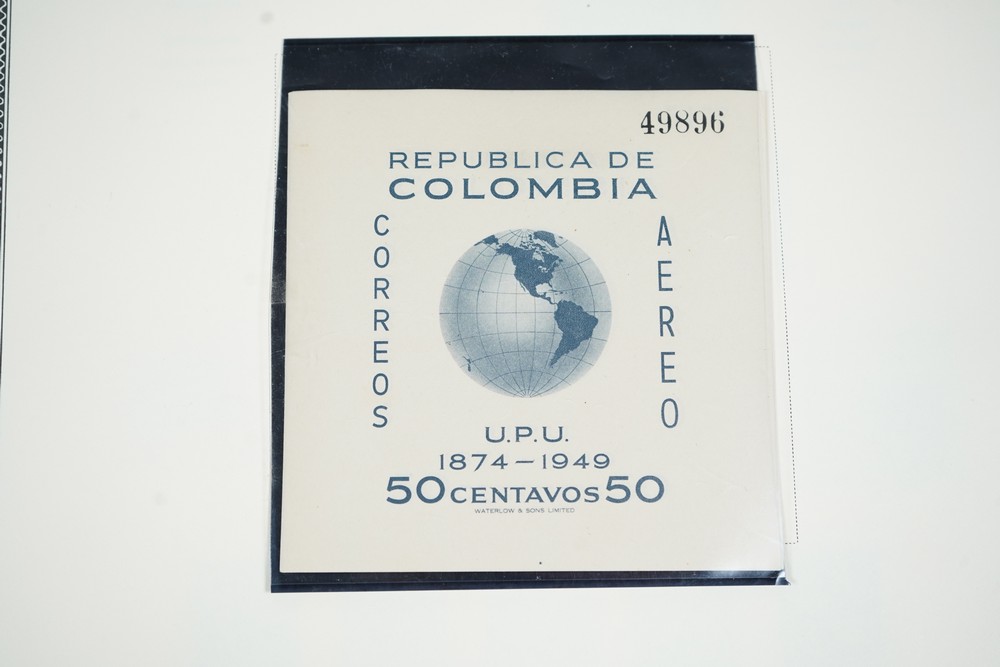 49896
REPUBLICA DE
COLOMBIA
CORREOS
AEREO
U.P.U.
1874-1949
50 CENTAVOS 50
WATERLOW & SONS LIMITED